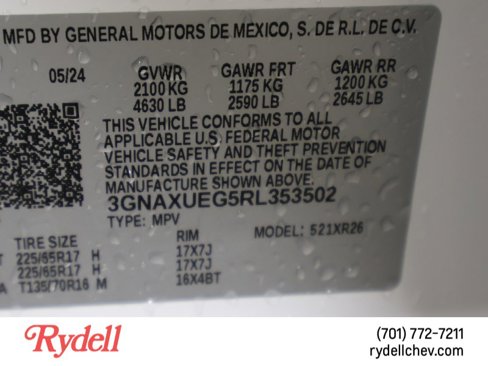 MFD BY GENERAL MOTORS DE MEXICO, S. DE R.L. DE C.V.
05/24 GVWR GAWR FRT GAWR RR
2100 KG 1175 KG 1200 KG
4630 LB 2590 LB 2645 LB
THIS VEHICLE CONFORMS TO ALL
APPLICABLE U.S. FEDERAL MOTOR
VEHICLE SAFETY AND THEFT PREVENTION
STANDARDS IN EFFECT ON THE DATE OF
MANUFACTURE SHOWN ABOVE.
3GNAXUEG5RL353502
TYPE: MPV MODEL: 521XR26
TIRE SIZE RIM
225/65R17 H 17X7J
225/65R17 H 17X7J
A T135/70R16 M 16X4BT
Rydell
(701) 772-7211
rydellchev.com